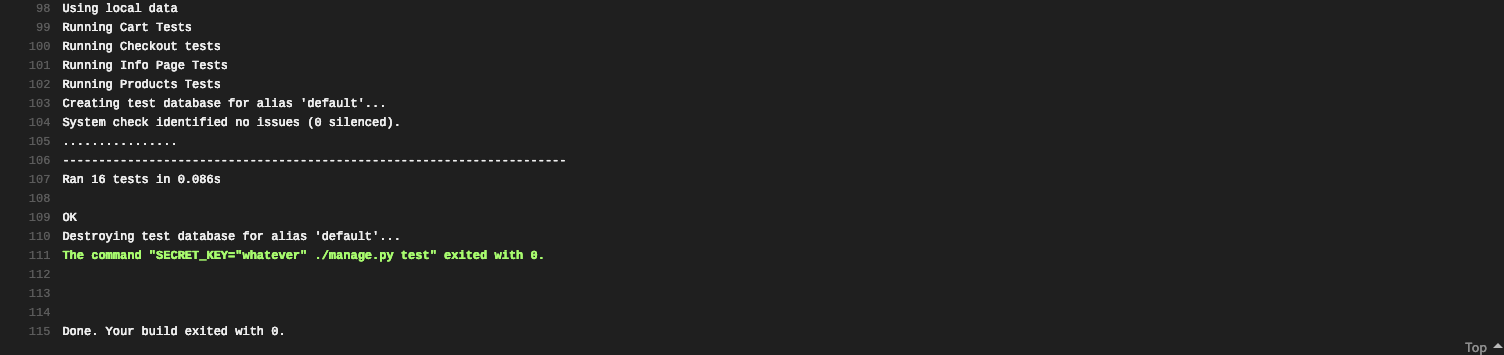 98 Using local data
99 Running Cart Tests
100 Running Checkout tests
101 Running Info Page Tests
102 Running Products Tests
103 Creating test database for alias 'default'...
104 System check identified no issues (0 silenced).
105 ................
106 ----------------------------------------------------------------------
107 Ran 16 tests in 0.086s
108
109 OK
110 Destroying test database for alias 'default'...
111 The command "SECRET_KEY="whatever" ./manage.py test" exited with 0.
112
113
114
115 Done. Your build exited with 0.
Top